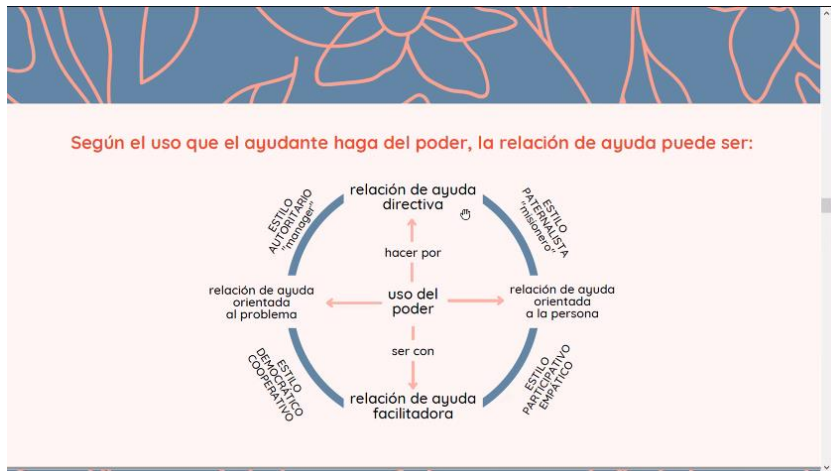 Según el uso que el ayudante haga del poder, la relación de ayuda puede ser:
relación de ayuda
directiva
ESTILO
AUTORITARIO
"manager"
ESTILO
PATERNALISTA
"misionero"
hacer por
relación de ayuda
orientada
al problema
uso del
poder
relación de ayuda
orientada
a la persona
ser con
ESTILO
DEMOCRÁTICO
COOPERATIVO
ESTILO
PARTICIPATIVO
EMPÁTICO
relación de ayuda
facilitadora